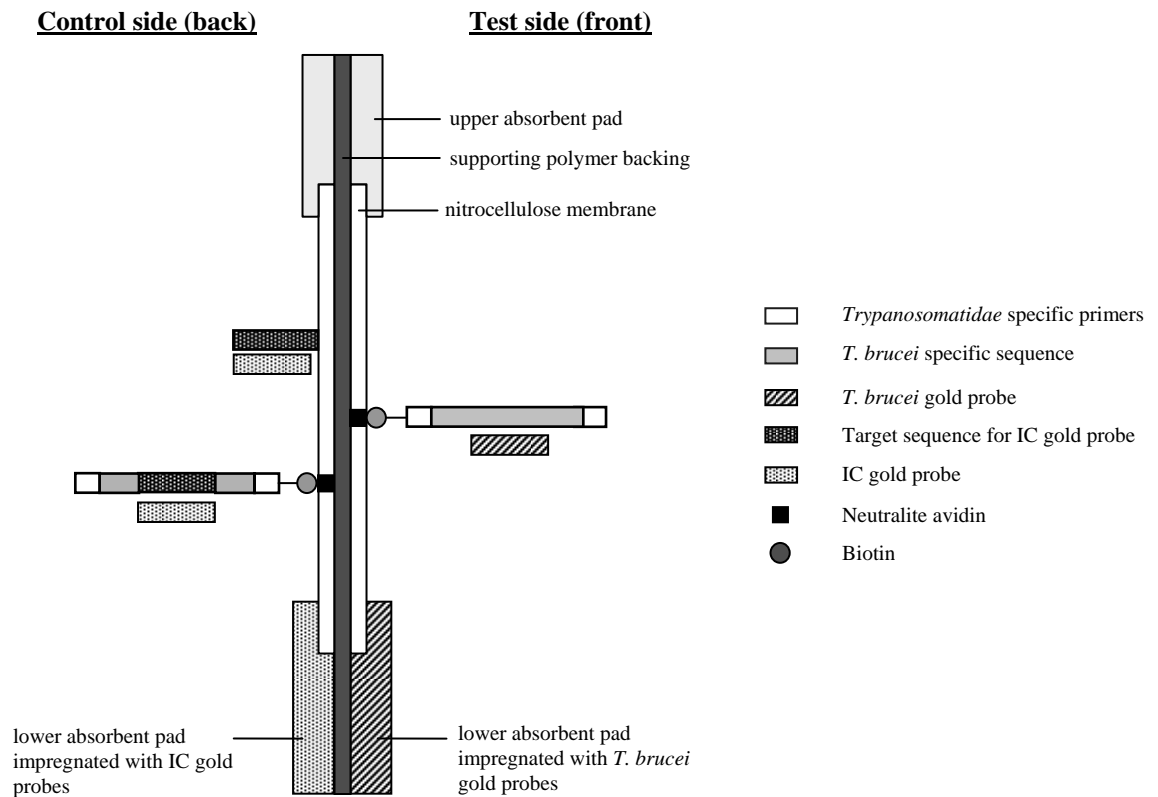 Control side (back)
Test side (front)
upper absorbent pad
supporting polymer backing
nitrocellulose membrane
Trypanosomatidae specific primers
T. brucei specific sequence
T. brucei gold probe
Target sequence for IC gold probe
IC gold probe
Neutralite avidin
Biotin
lower absorbent pad
impregnated with IC gold
probes
lower absorbent pad
impregnated with T. brucei
gold probes